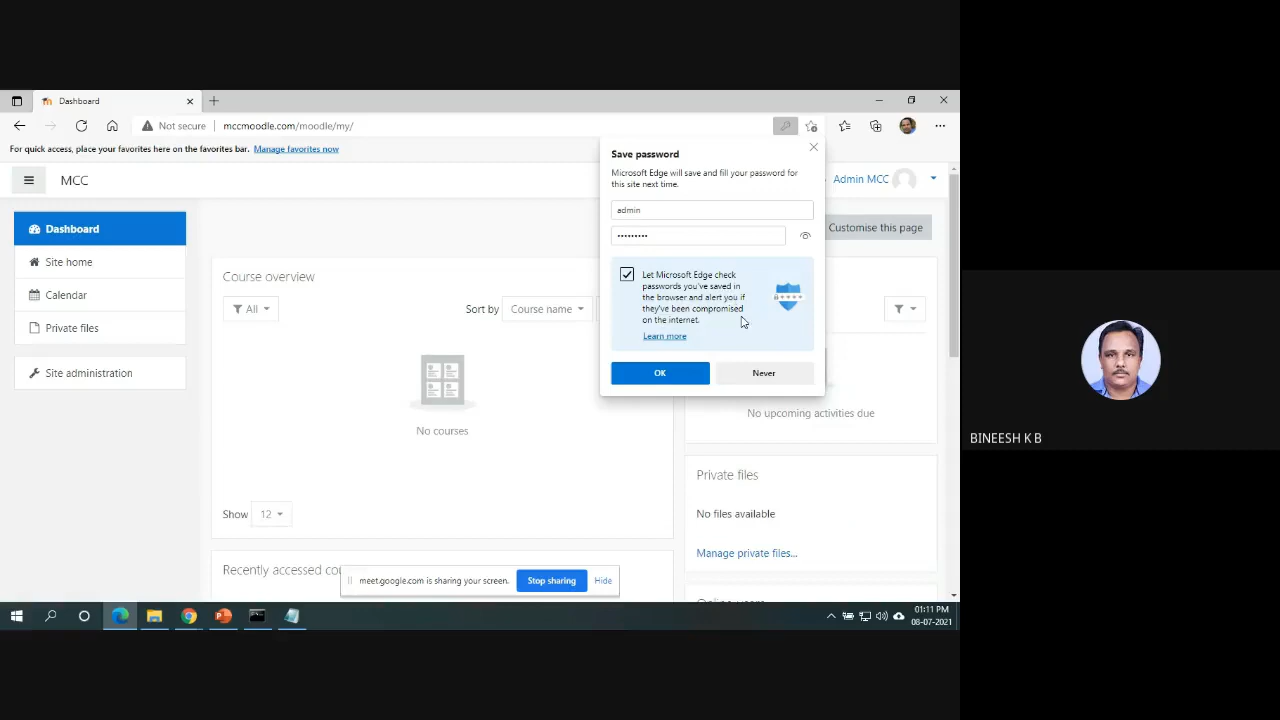 Dashboard
Not secure
mccmoodle.com/moodle/my/
For quick access, place your favorites here on the favorites bar. Manage favorites now
MCC
Admin MCC
Dashboard
Site home
Calendar
Private files
Site administration
Customise this page
Course overview
All
Sort by
Course name
No courses
Show
12
Save password
Microsoft Edge will save and fill your password for
this site next time.
admin
•••••••••
Let Microsoft Edge check
passwords you've saved in
the browser and alert you if
they've been compromised
on the internet.
Learn more
OK
Never
No upcoming activities due
Private files
No files available
Manage private files...
Recently accessed cou
meet.google.com is sharing your screen.
Stop sharing
Hide
01:11 PM
08-07-2021
BINEESH K B